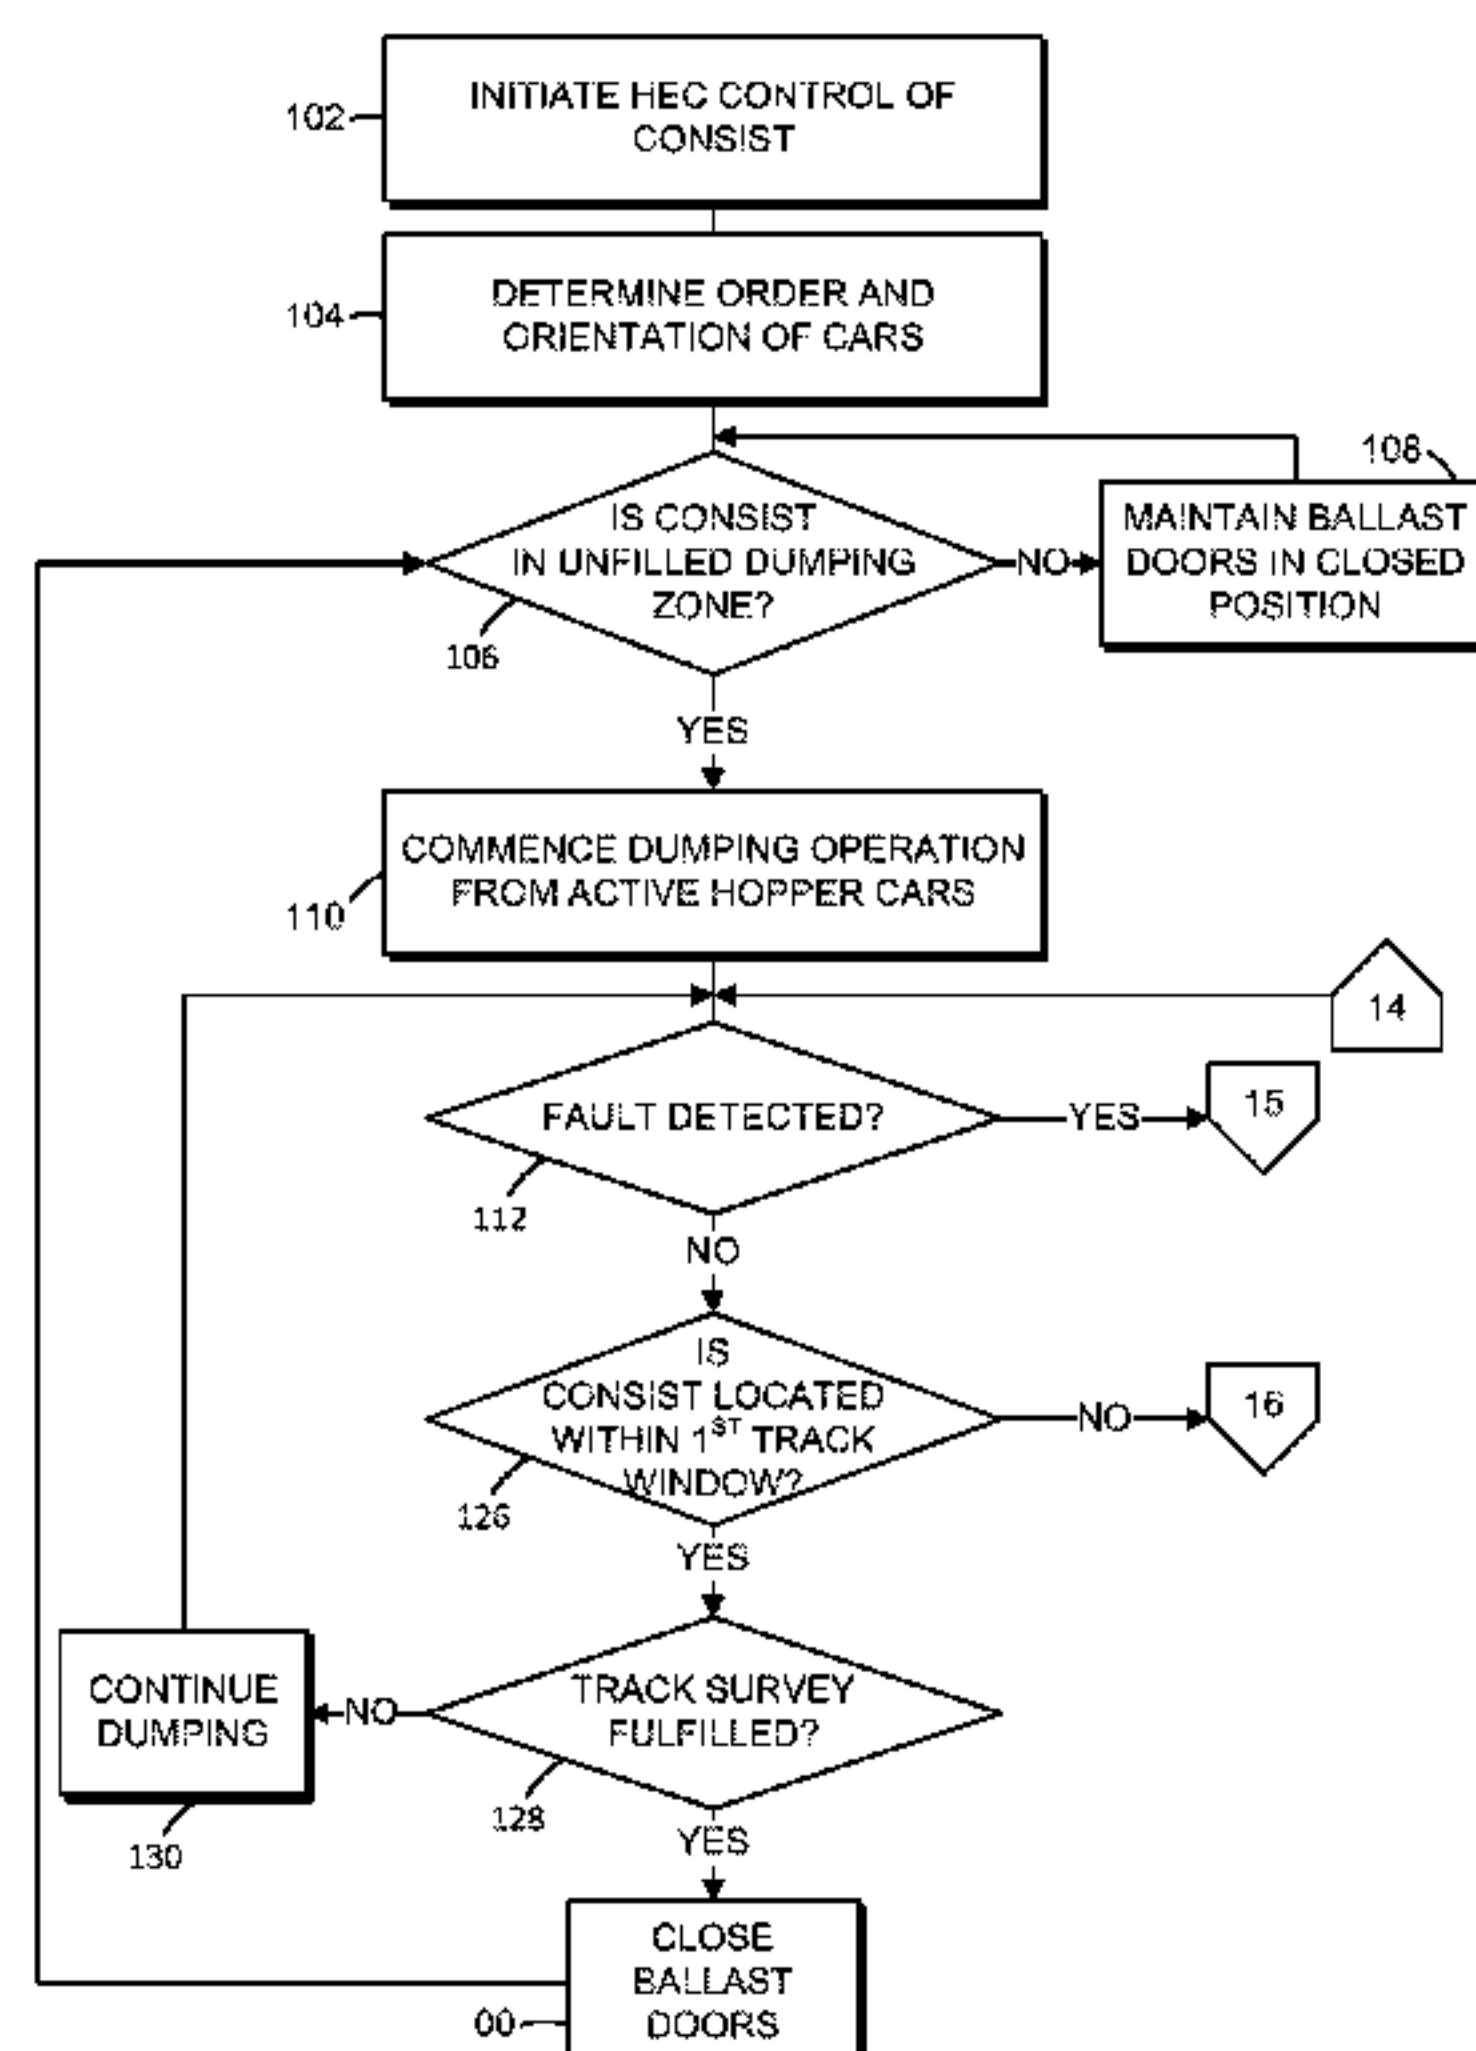 INITIATE HEC CONTROL OF
CONSIST
102
DETERMINE ORDER AND
ORIENTATION OF CARS
104
108
IS CONSIST
IN UNFILLED DUMPING
ZONE?
NO
MAINTAIN BALLAST
DOORS IN CLOSED
POSITION
106
YES
COMMENCE DUMPING OPERATION
FROM ACTIVE HOPPER CARS
110
14
FAULT DETECTED?
YES
15
112
NO
IS
CONSIST LOCATED
WITHIN 1ST TRACK
WINDOW?
NO
16
126
YES
CONTINUE
DUMPING
NO
TRACK SURVEY
FULFILLED?
128
130
YES
CLOSE
BALLAST
DOORS
00